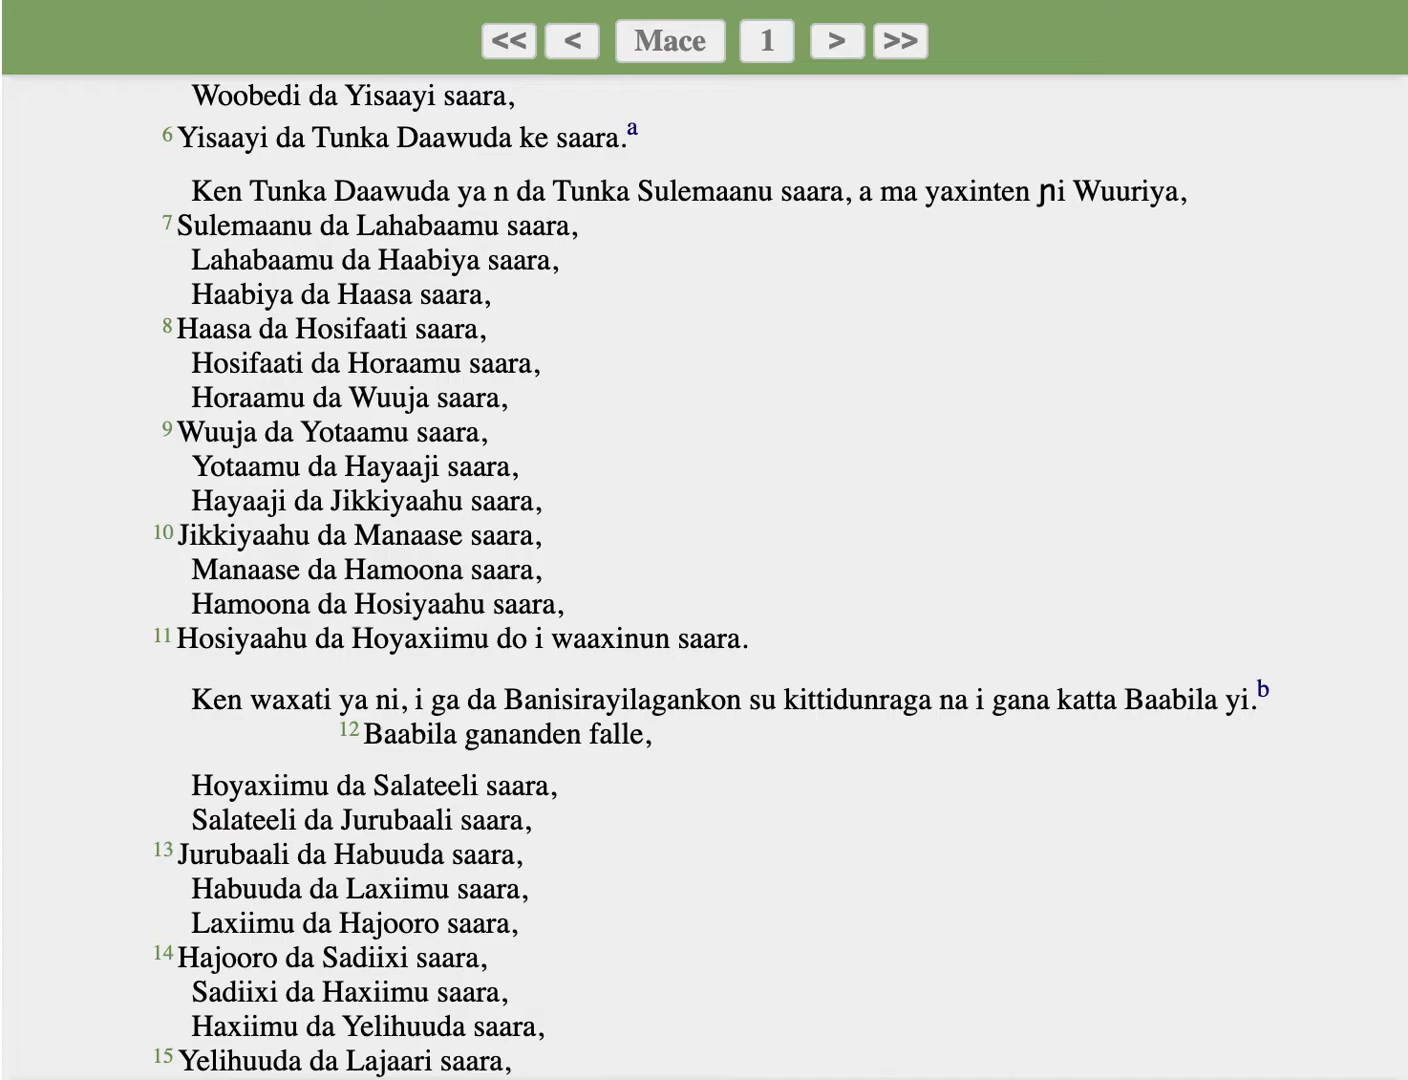 << < Mace 1 > >>
Woobedi da Yisaayi saara,
6 Yisaayi da Tunka Daawuda ke saara.a
Ken Tunka Daawuda ya n da Tunka Sulemaanu saara, a ma yaxinten ɲi Wuuriya,
7 Sulemaanu da Lahabaamu saara,
Lahabaamu da Haabiya saara,
Haabiya da Haasa saara,
8 Haasa da Hosifaati saara,
Hosifaati da Horaamu saara,
Horaamu da Wuuja saara,
9 Wuuja da Yotaamu saara,
Yotaamu da Hayaaji saara,
Hayaaji da Jikkiyaahu saara,
10 Jikkiyaahu da Manaase saara,
Manaase da Hamoona saara,
Hamoona da Hosiyaahu saara,
11 Hosiyaahu da Hoyaxiimu do i waaxinun saara.
Ken waxati ya ni, i ga da Banisirayilagankon su kittidunraga na i gana katta Baabila yi.b
12 Baabila gananden falle,
Hoyaxiimu da Salateeli saara,
Salateeli da Jurubaali saara,
13 Jurubaali da Habuuda saara,
Habuuda da Laxiimu saara,
Laxiimu da Hajooro saara,
14 Hajooro da Sadiixi saara,
Sadiixi da Haxiimu saara,
Haxiimu da Yelihuuda saara,
15 Yelihuuda da Lajaari saara,